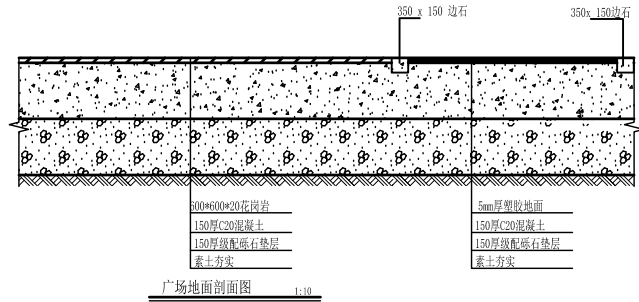 350 x 150 边石
350x 150边石
600*600*20花岗岩
150厚C20混凝土
150厚级配砾石垫层
素土夯实
5mm厚塑胶地面
150厚C20混凝土
150厚级配砾石垫层
素土夯实
广场地面剖面图 1:10